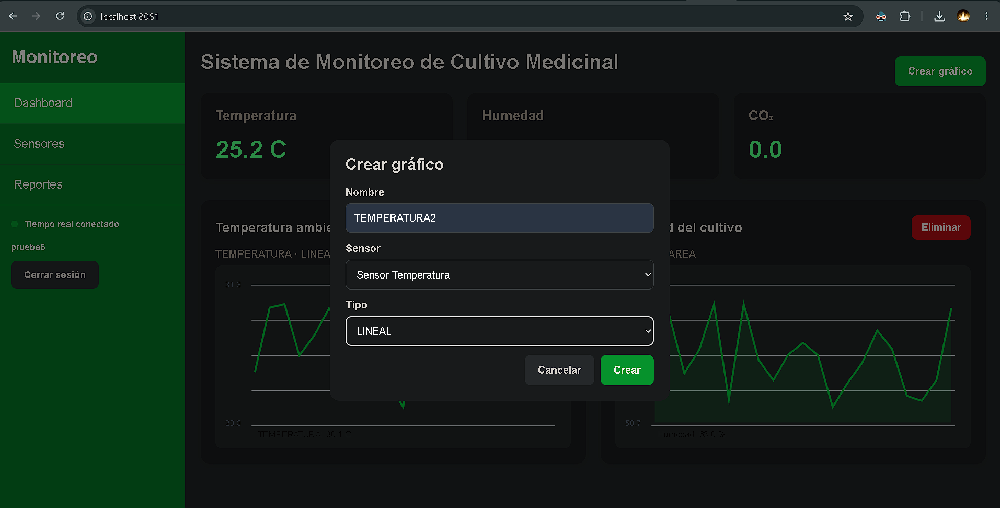 localhost:8081
Monitoreo
Dashboard
Sensores
Reportes
Tiempo real conectado
prueba6
Cerrar sesión
Sistema de Monitoreo de Cultivo Medicinal
Crear gráfico
Temperatura
25.2 C
Humedad
CO₂
0.0
Crear gráfico
Nombre
TEMPERATURA2
Sensor
Sensor Temperatura
Tipo
LINEAL
Cancelar
Crear
Temperatura ambie
TEMPERATURA · LINEA
31.3
23.3
TEMPERATURA: 30.1 C
d del cultivo
Eliminar
AREA
58.7
Humedad: 63.0 %